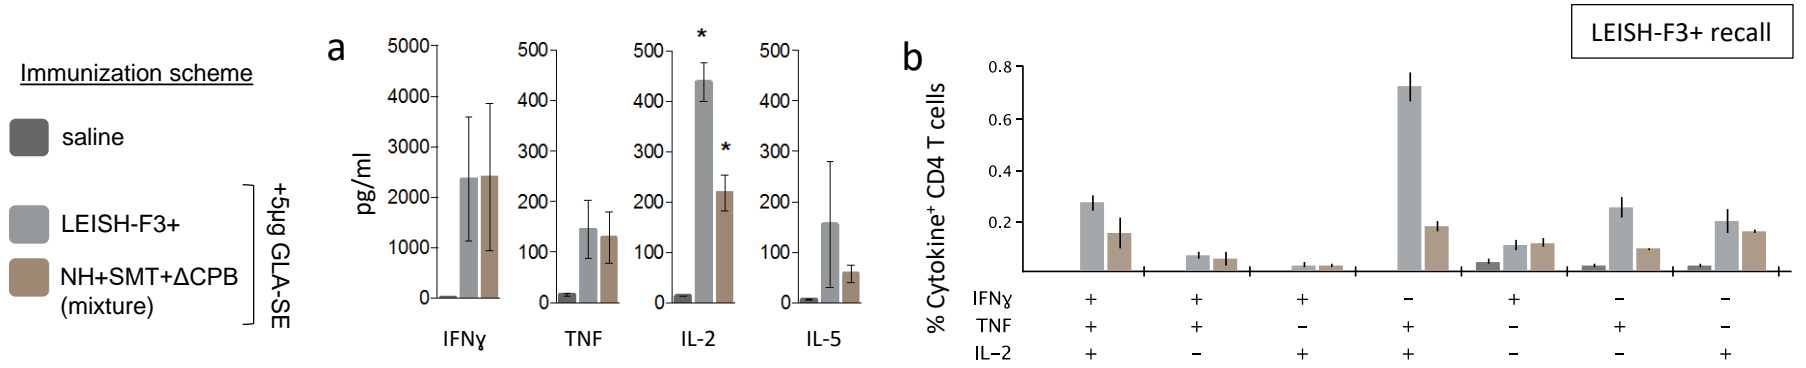 LEISH-F3+ recall
Immunization scheme
saline
LEISH-F3+
NH+SMT+ΔCPB
(mixture)
+5µg GLA-SE
a
pg/ml
5000
4000
3000
2000
1000
0
IFNɣ
500
400
300
200
100
0
TNF
500
400
300
200
100
0
*
*
IL-2
500
400
300
200
100
0
IL-5
b
% Cytokine⁺ CD4 T cells
0.8
0.6
0.4
0.2
IFNɣ + + + – + – –
TNF + + – + – + –
IL–2 + – + + – – +